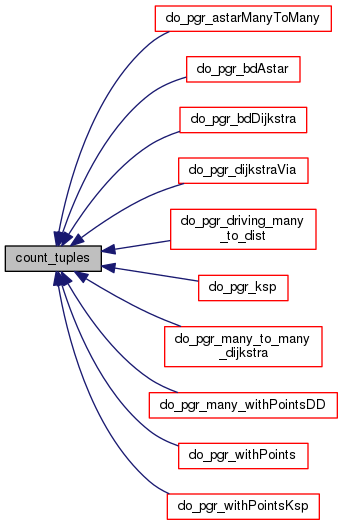 do_pgr_astarManyToMany
do_pgr_bdAstar
do_pgr_bdDijkstra
do_pgr_dijkstraVia
do_pgr_driving_many
_to_dist
count_tuples
do_pgr_ksp
do_pgr_many_to_many
_dijkstra
do_pgr_many_withPointsDD
do_pgr_withPoints
do_pgr_withPointsKsp